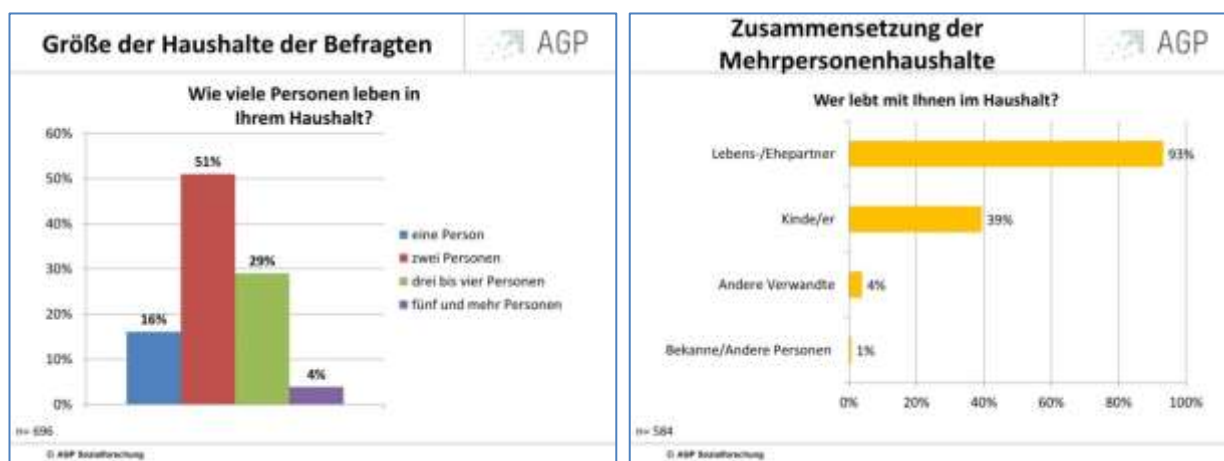 Größe der Haushalte der Befragten
AGP
Wie viele Personen leben in
Ihrem Haushalt?
60%
50%
40%
30%
20%
10%
0%
16%
51%
29%
4%
eine Person
zwei Personen
drei bis vier Personen
fünf und mehr Personen
n= 696
© AGP Sozialforschung
Zusammensetzung der
Mehrpersonenhaushalte
AGP
Wer lebt mit Ihnen im Haushalt?
Lebens-/Ehepartner
93%
Kinde/er
39%
Andere Verwandte
4%
Bekanne/Andere Personen
1%
0% 20% 40% 60% 80% 100%
n= 584
© AGP Sozialforschung